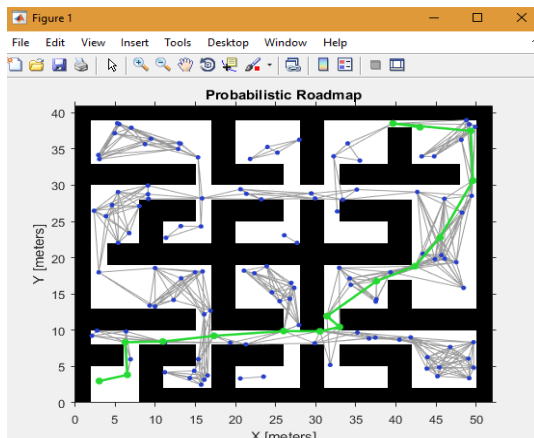 Figure 1
File Edit View Insert Tools Desktop Window Help
Probabilistic Roadmap
40
35
30
25
20
15
10
5
0
Y [meters]
0 5 10 15 20 25 30 35 40 45 50
X [meters]